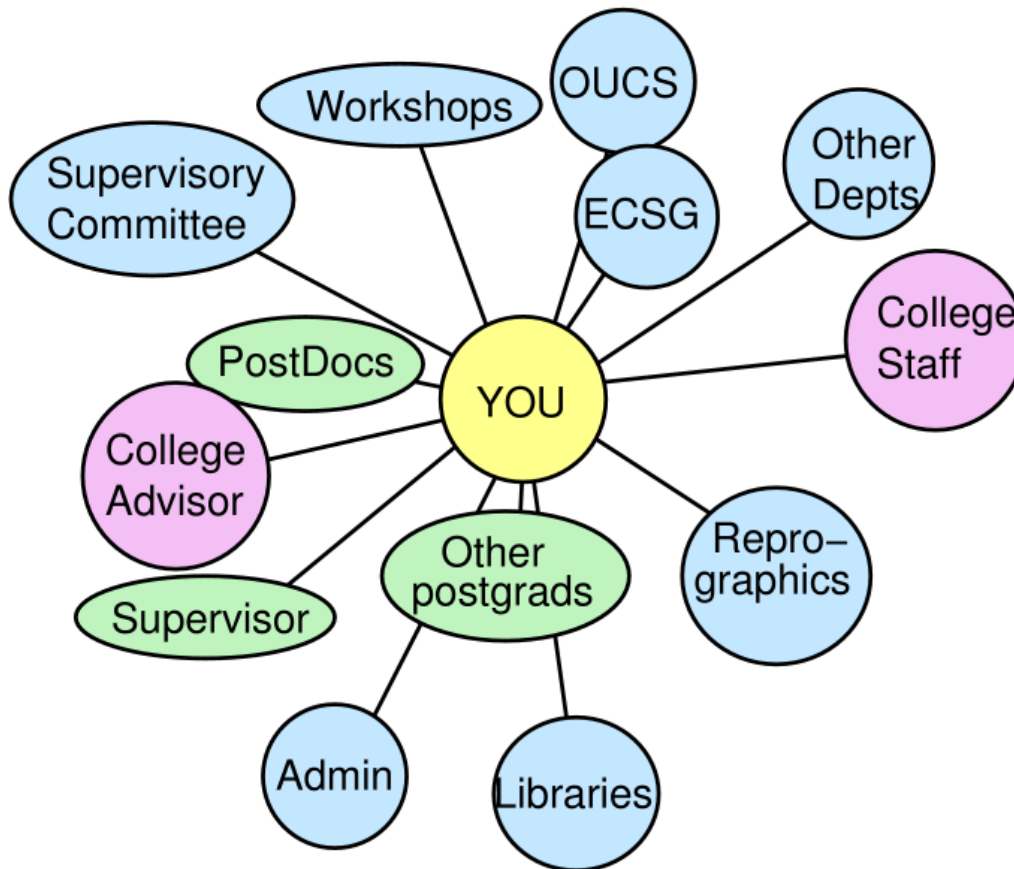 OUCS
Workshops
Other
Depts
Supervisory
Committee
ECSG
College
Staff
PostDocs
YOU
College
Advisor
Other
postgrads
Repro–
graphics
Supervisor
Admin
Libraries